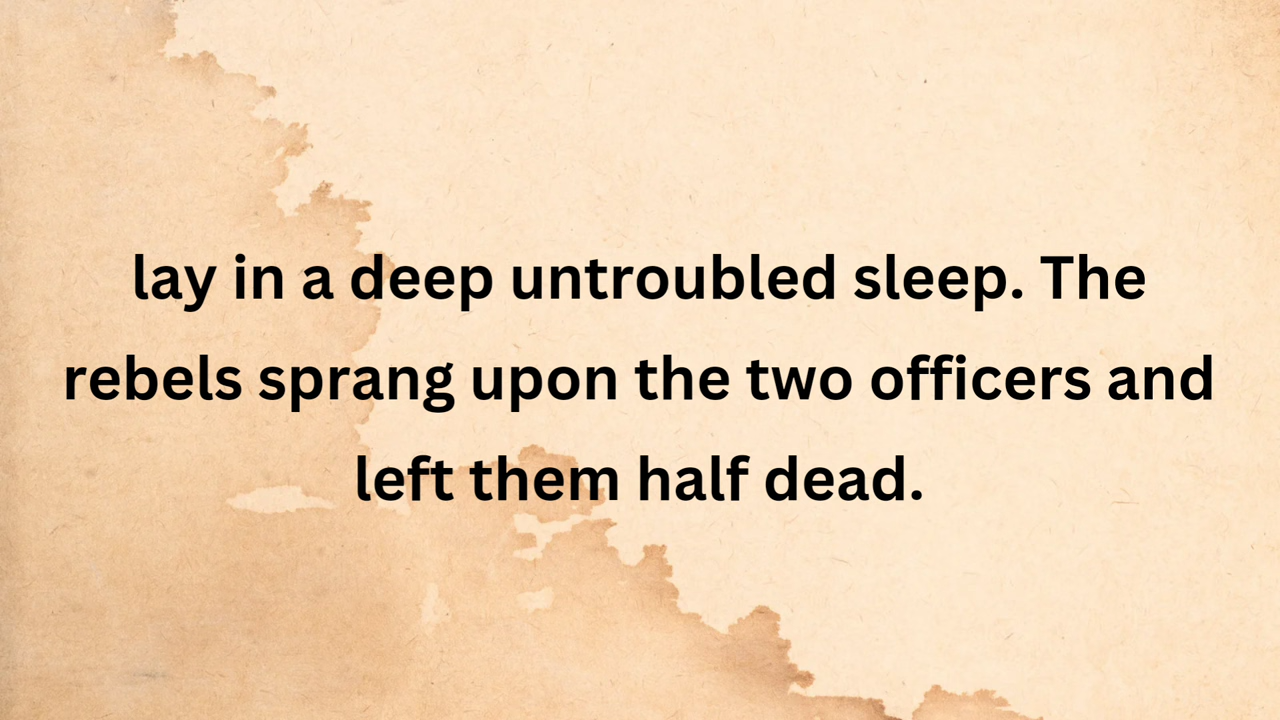 lay in a deep untroubled sleep. The
rebels sprang upon the two officers and
left them half dead.